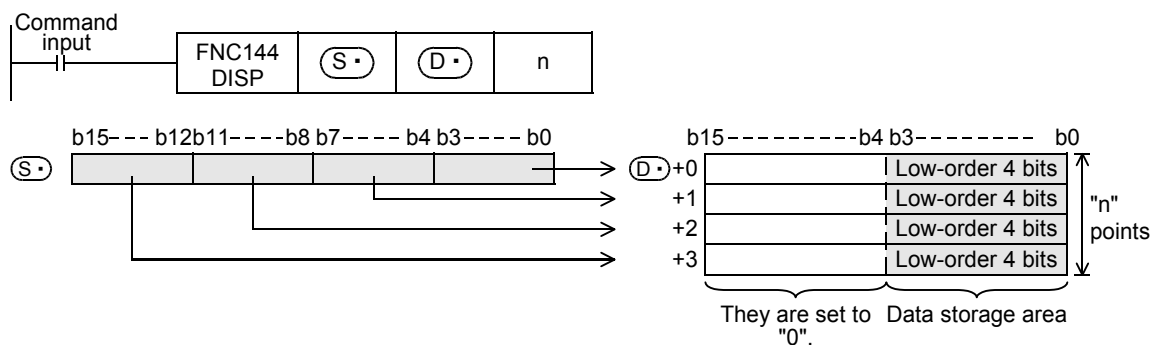 Command
input
FNC144
DISP
S・
D・
n
b15--- b12b11----b8 b7---- b4 b3---- b0
S・
b15---------b4 b3-------- b0
D・+0 Low-order 4 bits
+1 Low-order 4 bits
+2 Low-order 4 bits
+3 Low-order 4 bits
"n"
points
They are set to
"0".
Data storage area